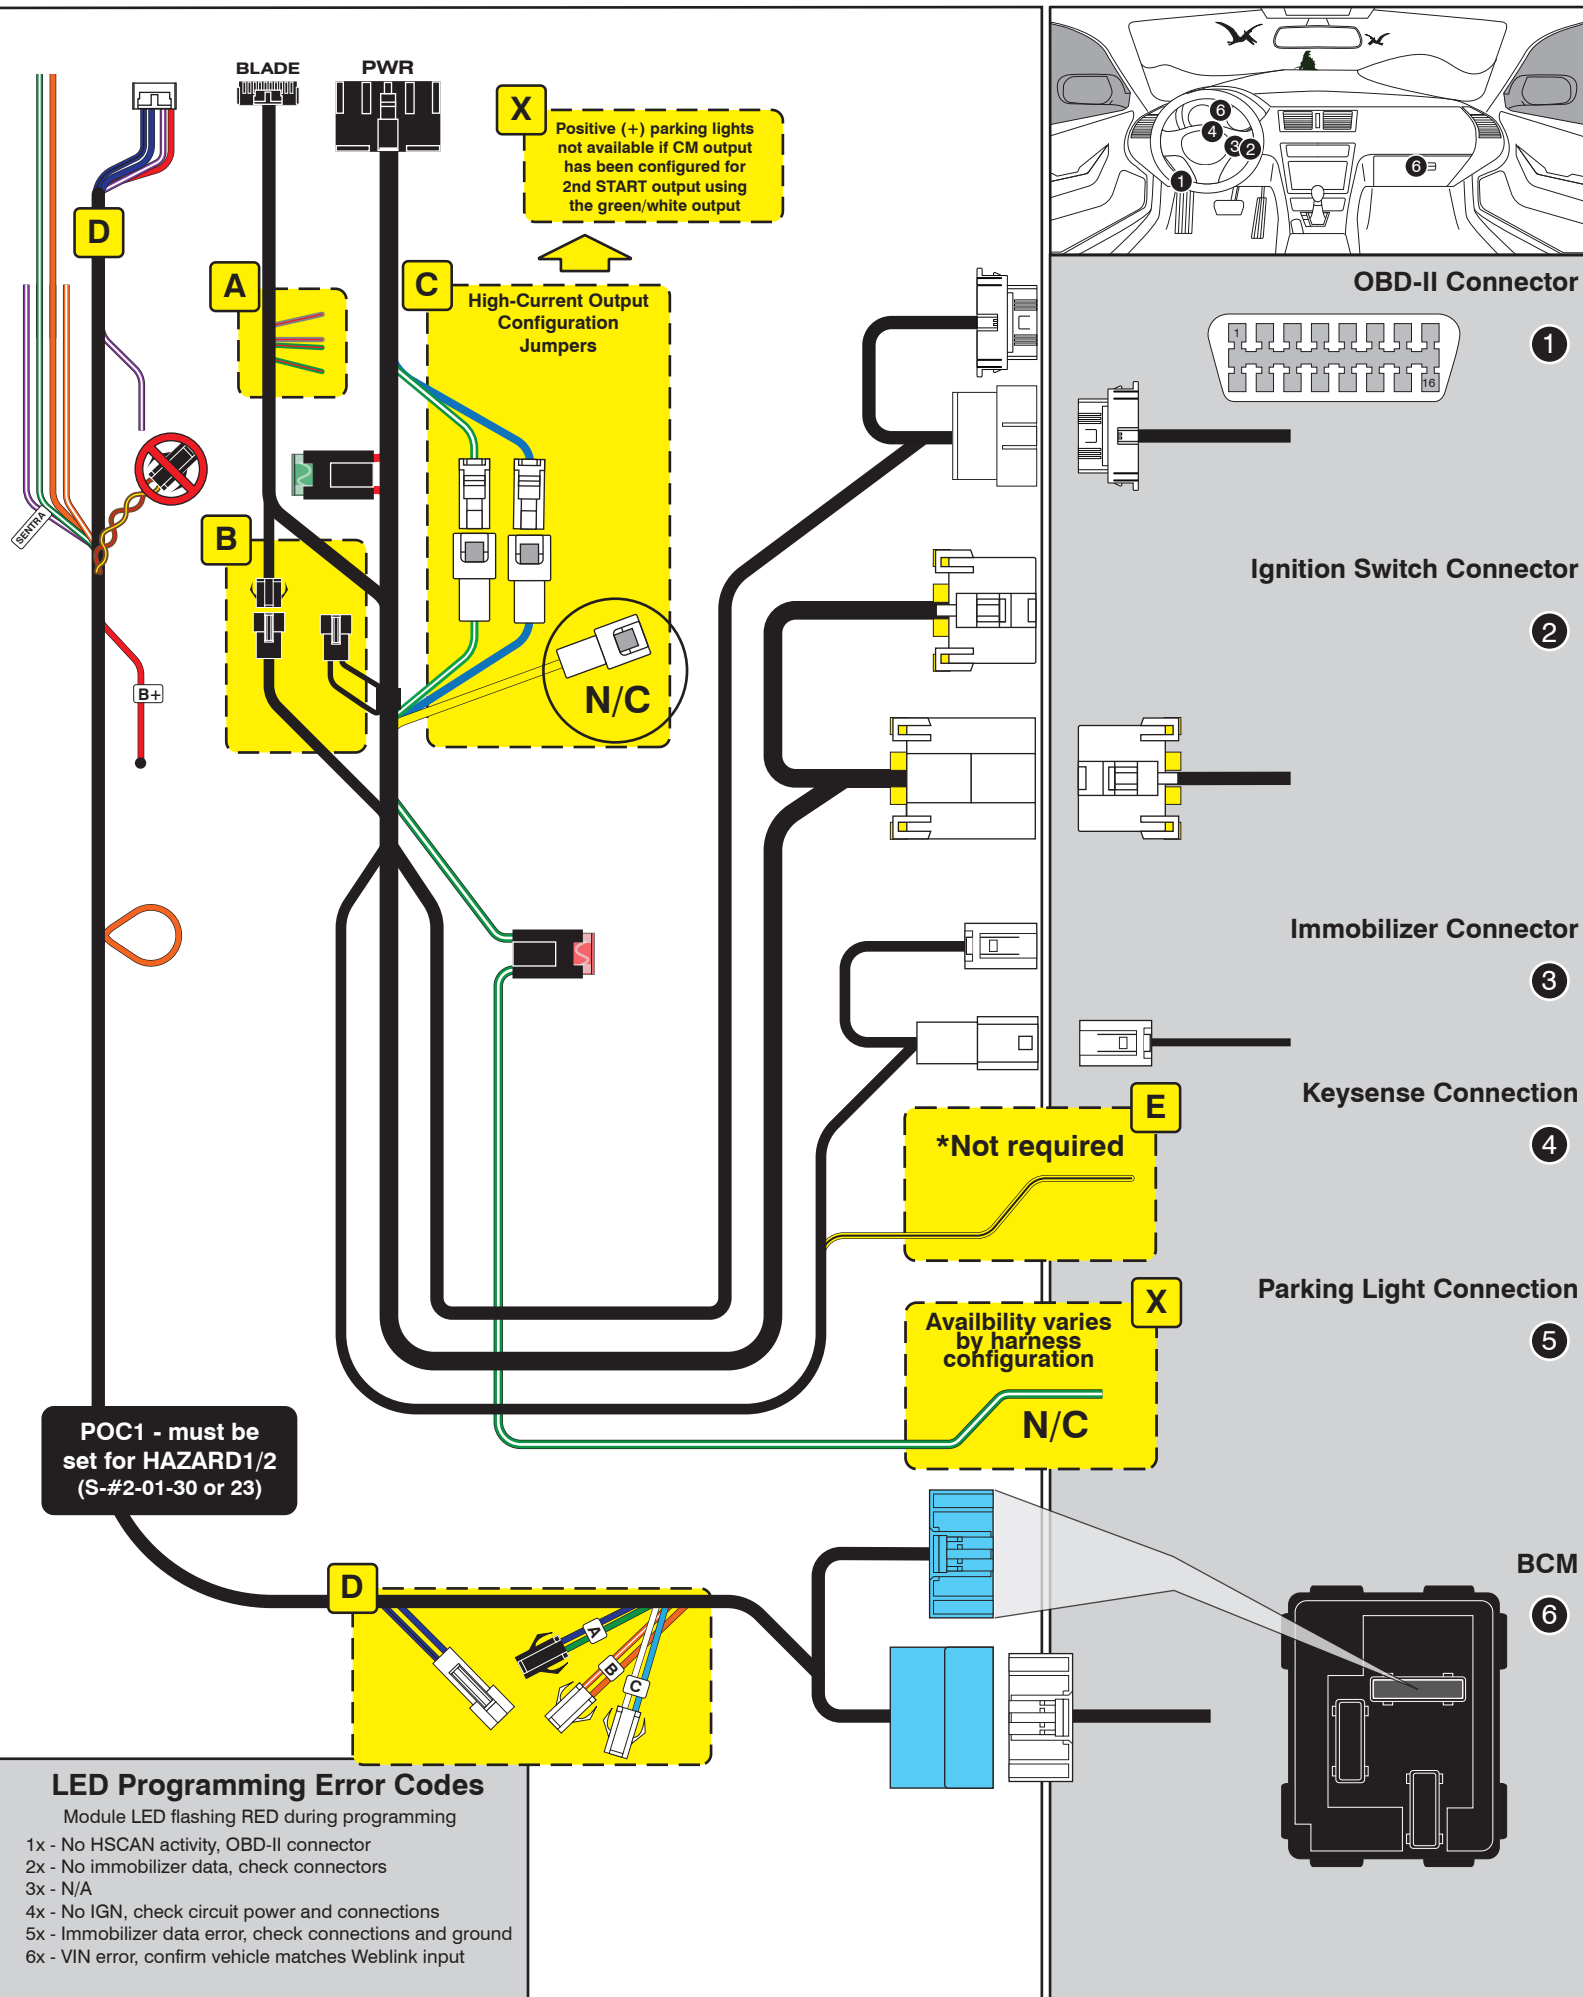 BLADE
PWR
X
Positive (+) parking lights
not available if CM output
has been configured for
2nd START output using
the green/white output
D
A
C
High-Current Output
Configuration
Jumpers
SENTRA
B
B+
N/C
6
4
3
2
1
6
OBD-II Connector
1
1
16
Ignition Switch Connector
2
Immobilizer Connector
3
Keysense Connection
4
E
*Not required
Parking Light Connection
5
X
Availbility varies
by harness
configuration
N/C
POC1 - must be
set for HAZARD1/2
(S-#2-01-30 or 23)
BCM
6
D
A
B
C
LED Programming Error Codes
Module LED flashing RED during programming
1x - No HSCAN activity, OBD-II connector
2x - No immobilizer data, check connectors
3x - N/A
4x - No IGN, check circuit power and connections
5x - Immobilizer data error, check connections and ground
6x - VIN error, confirm vehicle matches Weblink input